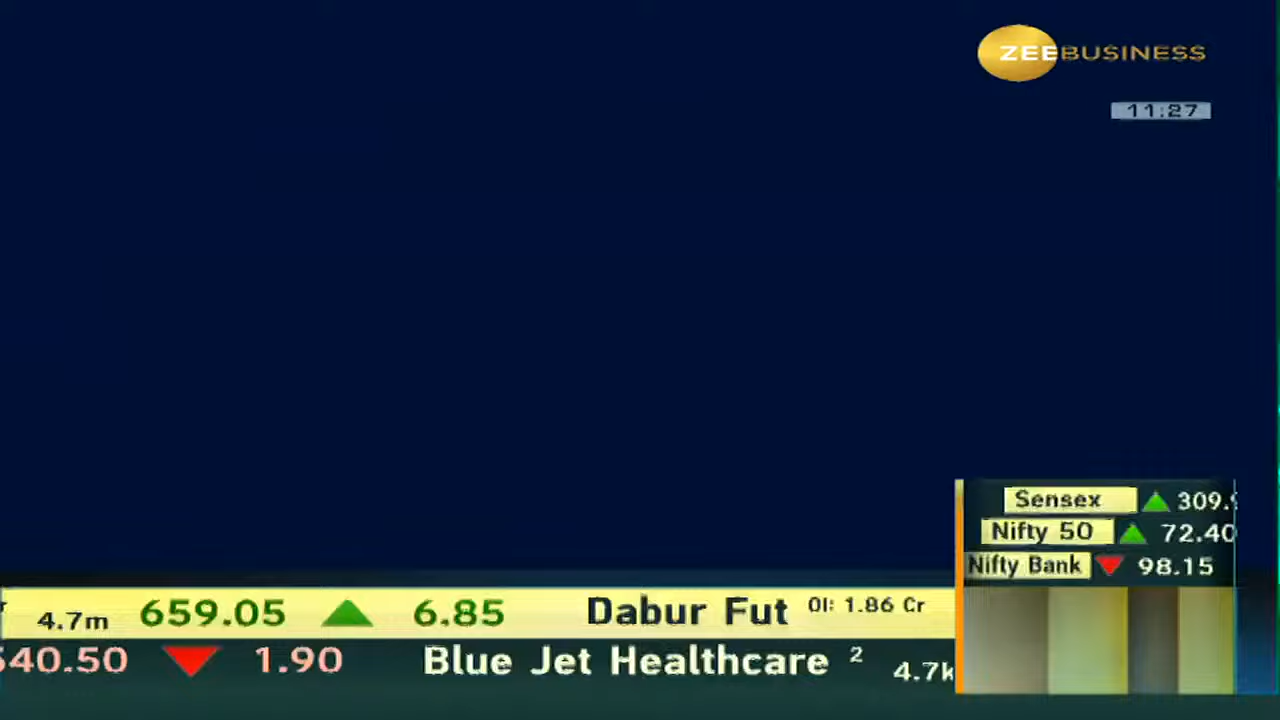 ZEEBUSINESS
11:27
Sensex ▲ 309.
Nifty 50 ▲ 72.40
Nifty Bank ▼ 98.15
4.7m 659.05 ▲ 6.85 Dabur Fut OI: 1.86 Cr
540.50 ▼ 1.90 Blue Jet Healthcare 2 4.7k